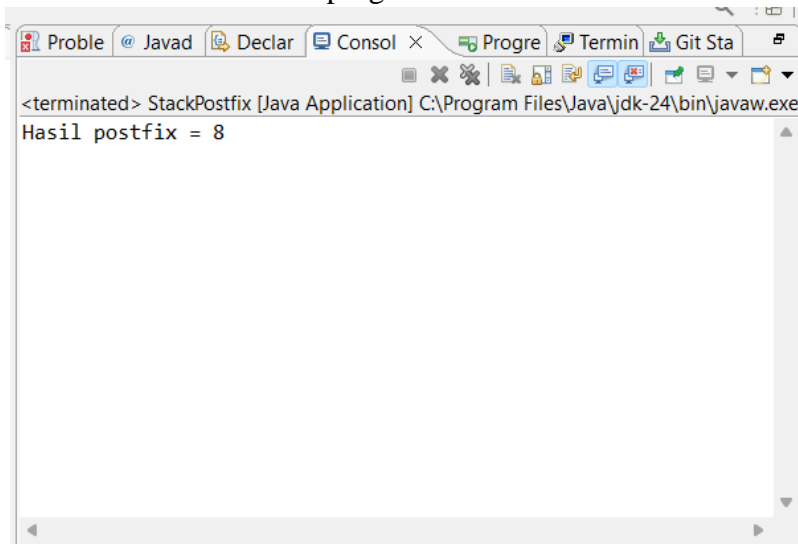 Proble Javad Declar Consol Progre Termin Git Sta
<terminated> StackPostfix [Java Application] C:\Program Files\Java\jdk-24\bin\javaw.exe
Hasil postfix = 8